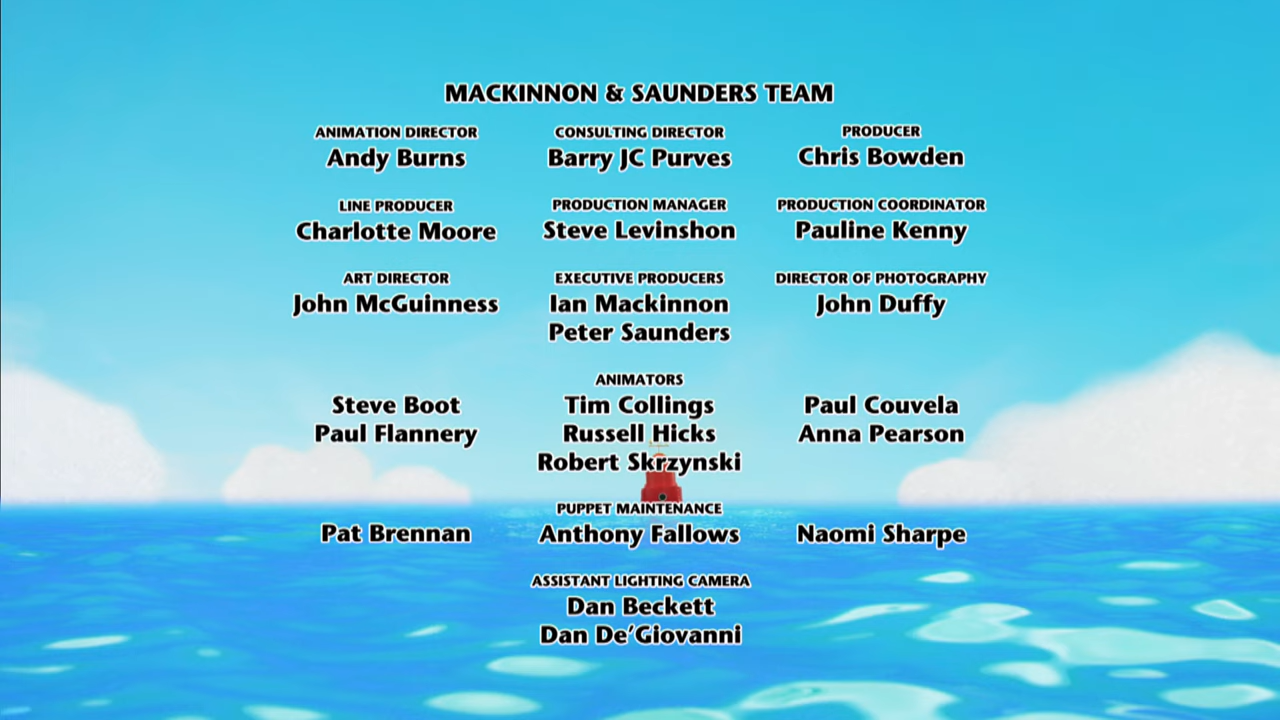 MACKINNON & SAUNDERS TEAM
ANIMATION DIRECTOR CONSULTING DIRECTOR PRODUCER
Andy Burns Barry JC Purves Chris Bowden
LINE PRODUCER PRODUCTION MANAGER PRODUCTION COORDINATOR
Charlotte Moore Steve Levinshon Pauline Kenny
ART DIRECTOR EXECUTIVE PRODUCERS DIRECTOR OF PHOTOGRAPHY
John McGuinness Ian Mackinnon John Duffy
Peter Saunders
ANIMATORS
Steve Boot Tim Collings Paul Couvela
Paul Flannery Russell Hicks Anna Pearson
Robert Skrzynski
PUPPET MAINTENANCE
Pat Brennan Anthony Fallows Naomi Sharpe
ASSISTANT LIGHTING CAMERA
Dan Beckett
Dan De’Giovanni